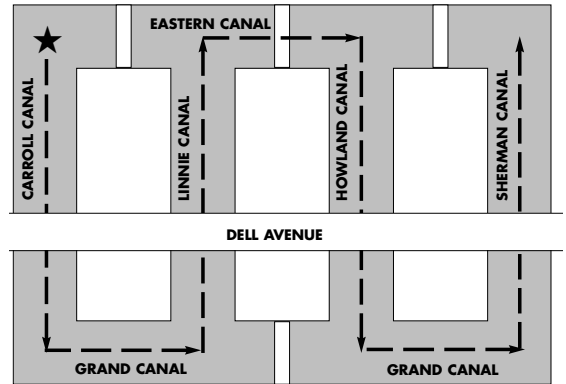 EASTERN CANAL
CARROLL CANAL
LINNIE CANAL
HOWLAND CANAL
SHERMAN CANAL
DELL AVENUE
GRAND CANAL
GRAND CANAL